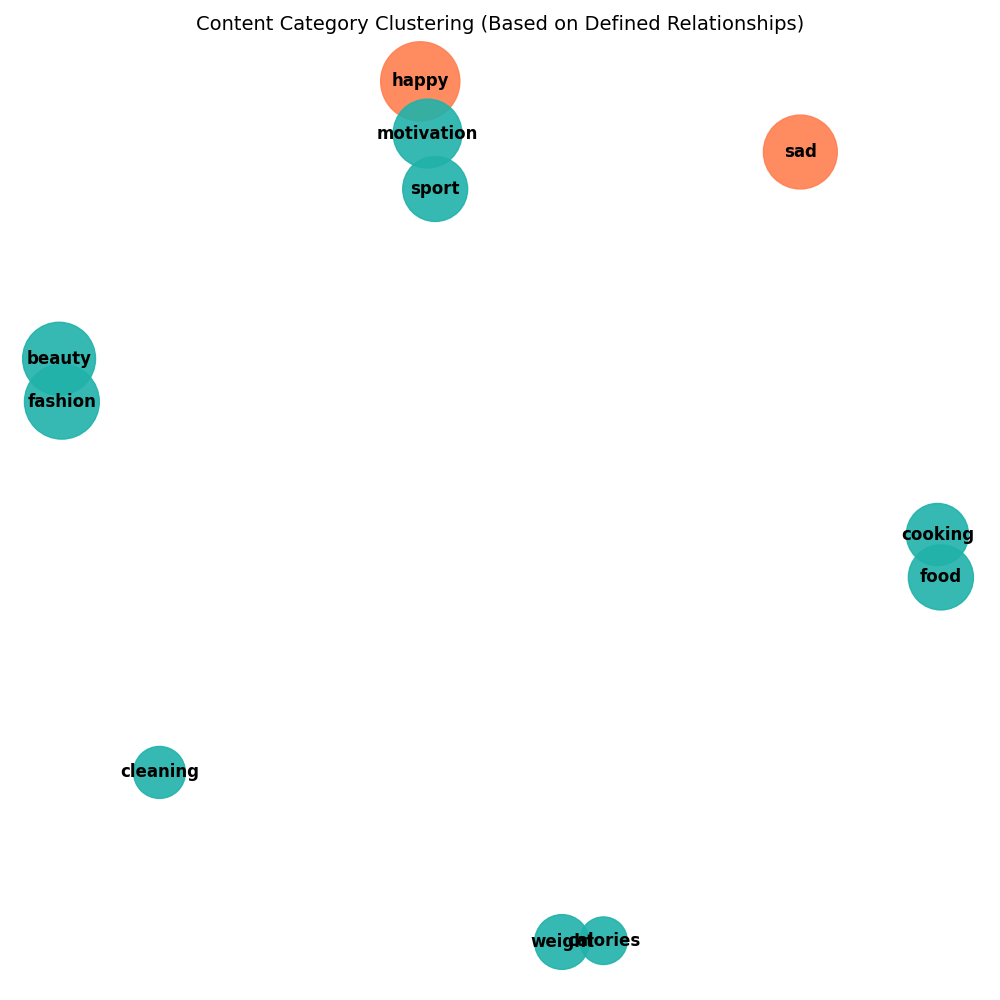 Content Category Clustering (Based on Defined Relationships)
happy
motivation
sad
sport
beauty
fashion
cooking
food
cleaning
weight
calories